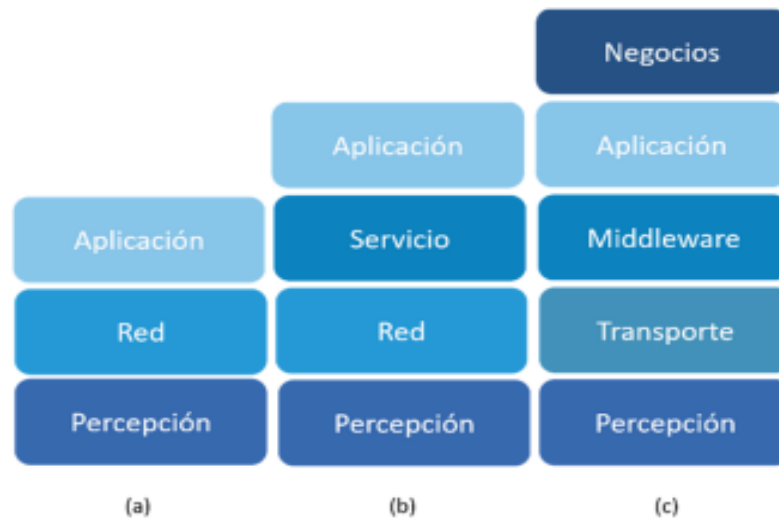 Negocios
Aplicación
Aplicación
Aplicación
Servicio
Middleware
Red
Red
Transporte
Percepción
Percepción
Percepción
(a)
(b)
(c)